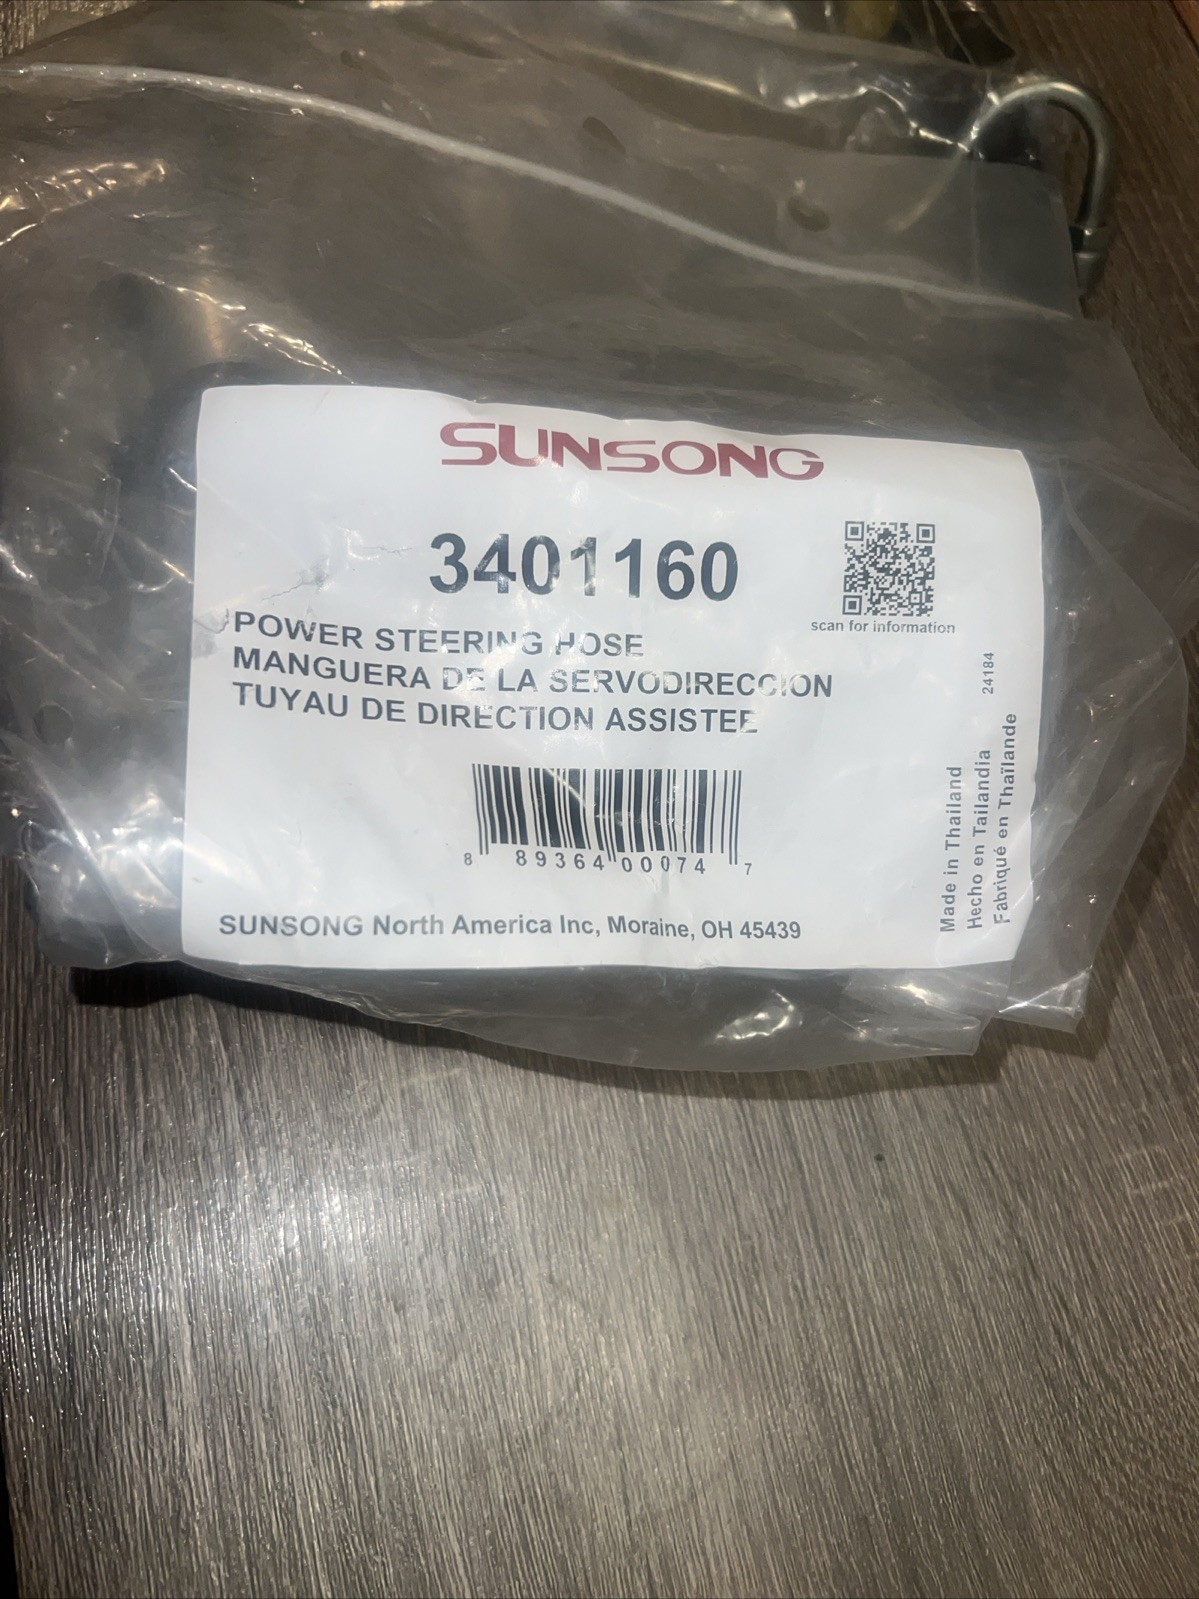 SUNSONG
3401160
scan for information
POWER STEERING HOSE
MANGUERA DE LA SERVODIRECCION
TUYAU DE DIRECTION ASSISTEE
24184
Made in Thailand
Hecho en Tailandia
Fabriqué en Thaïlande
8 89364 00074 7
SUNSONG North America Inc, Moraine, OH 45439